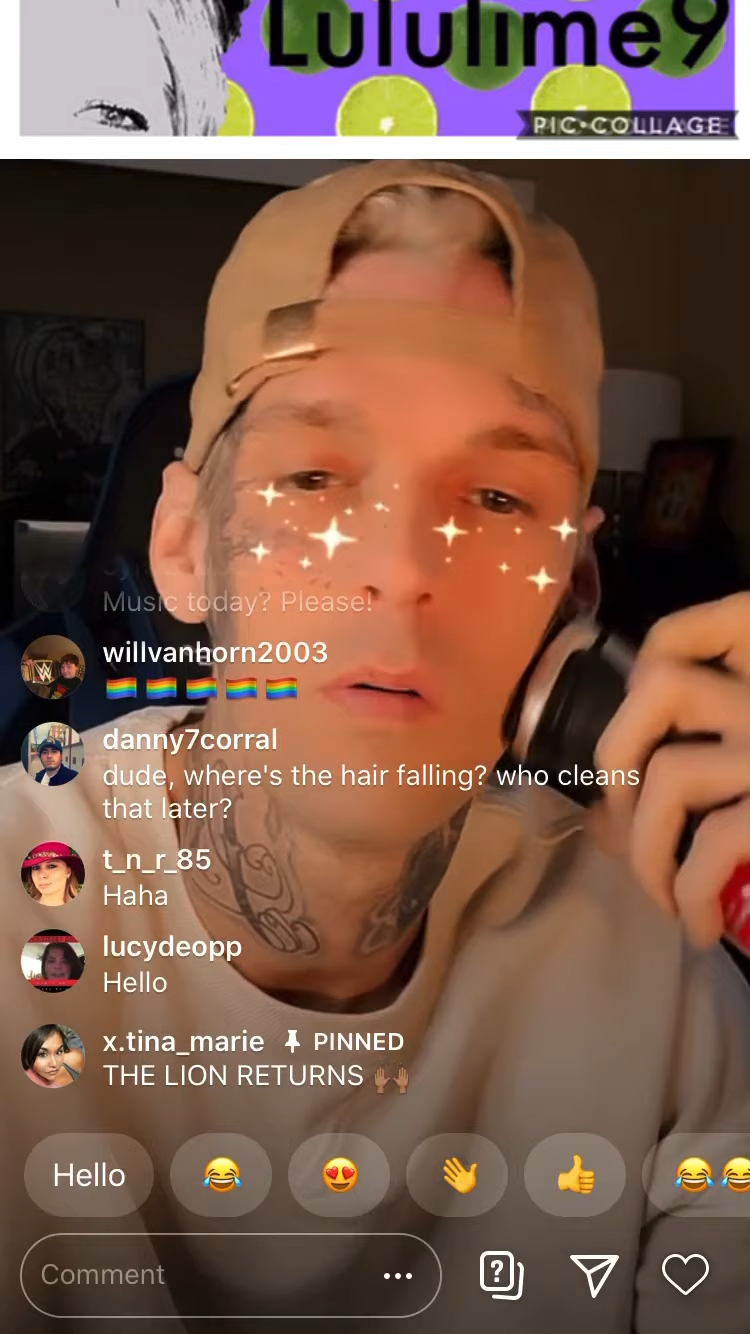 Lululime9
PIC•COLLAGE
Music today? Please!
willvanhorn2003
🏳️‍🌈🏳️‍🌈🏳️‍🌈🏳️‍🌈🏳️‍🌈
danny7corral
dude, where's the hair falling? who cleans
that later?
t_n_r_85
Haha
lucydeopp
Hello
x.tina_marie PINNED
THE LION RETURNS 🙌🏽
Hello 😂 😍 👋 👍 😂😂
Comment